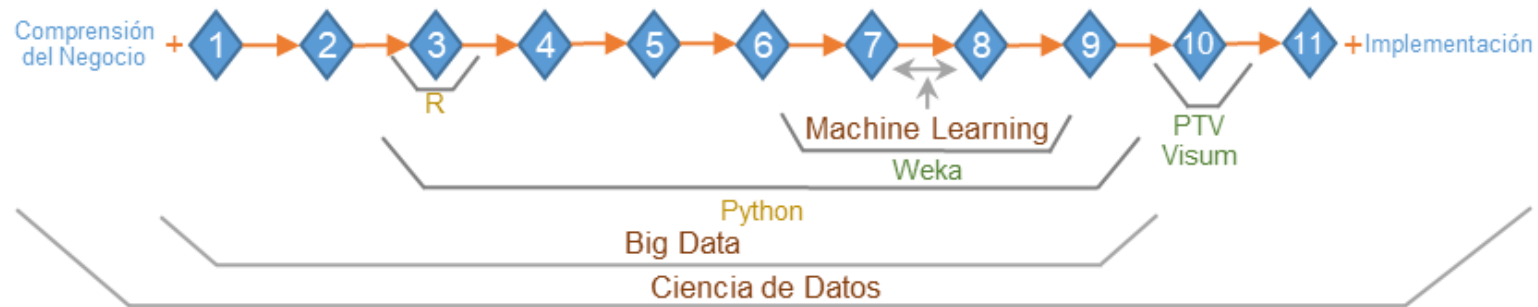 Comprensión
del Negocio
+
1
2
3
4
5
6
7
8
9
10
11
+Implementación
R
Machine Learning
PTV
Visum
Weka
Python
Big Data
Ciencia de Datos